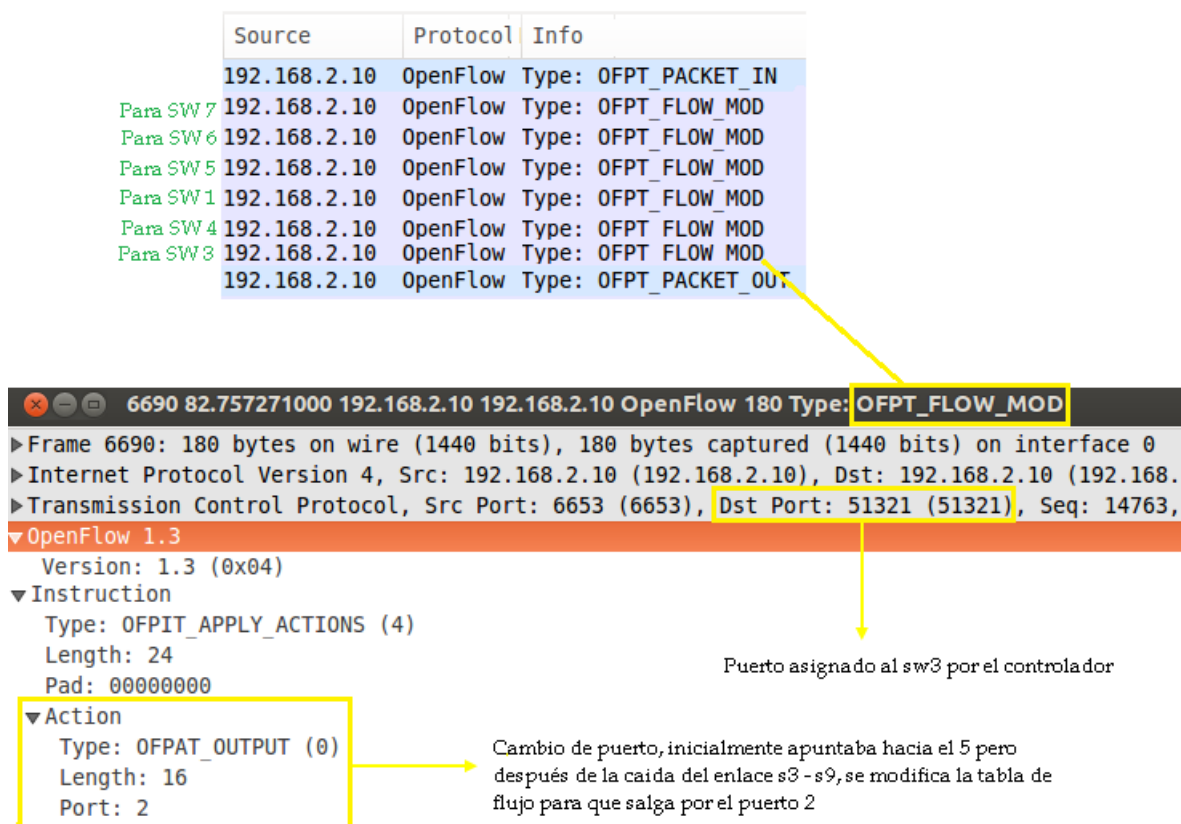 Source Protocol Info
192.168.2.10 OpenFlow Type: OFPT_PACKET_IN
Para SW 7 192.168.2.10 OpenFlow Type: OFPT_FLOW_MOD
Para SW 6 192.168.2.10 OpenFlow Type: OFPT_FLOW_MOD
Para SW 5 192.168.2.10 OpenFlow Type: OFPT_FLOW_MOD
Para SW 1 192.168.2.10 OpenFlow Type: OFPT_FLOW_MOD
Para SW 4 192.168.2.10 OpenFlow Type: OFPT_FLOW_MOD
Para SW 3 192.168.2.10 OpenFlow Type: OFPT_FLOW_MOD
192.168.2.10 OpenFlow Type: OFPT_PACKET_OUT
6690 82.757271000 192.168.2.10 192.168.2.10 OpenFlow 180 Type: OFPT_FLOW_MOD
Frame 6690: 180 bytes on wire (1440 bits), 180 bytes captured (1440 bits) on interface 0
Internet Protocol Version 4, Src: 192.168.2.10 (192.168.2.10), Dst: 192.168.2.10 (192.168.
Transmission Control Protocol, Src Port: 6653 (6653), Dst Port: 51321 (51321), Seq: 14763,
OpenFlow 1.3
Version: 1.3 (0x04)
Instruction
Type: OFPIT_APPLY_ACTIONS (4)
Length: 24
Pad: 00000000
Puerto asignado al sw3 por el controlador
Action
Type: OFPAT_OUTPUT (0)
Length: 16
Port: 2
Cambio de puerto, inicialmente apuntaba hacia el 5 pero
después de la caida del enlace s3 - s9, se modifica la tabla de
flujo para que salga por el puerto 2